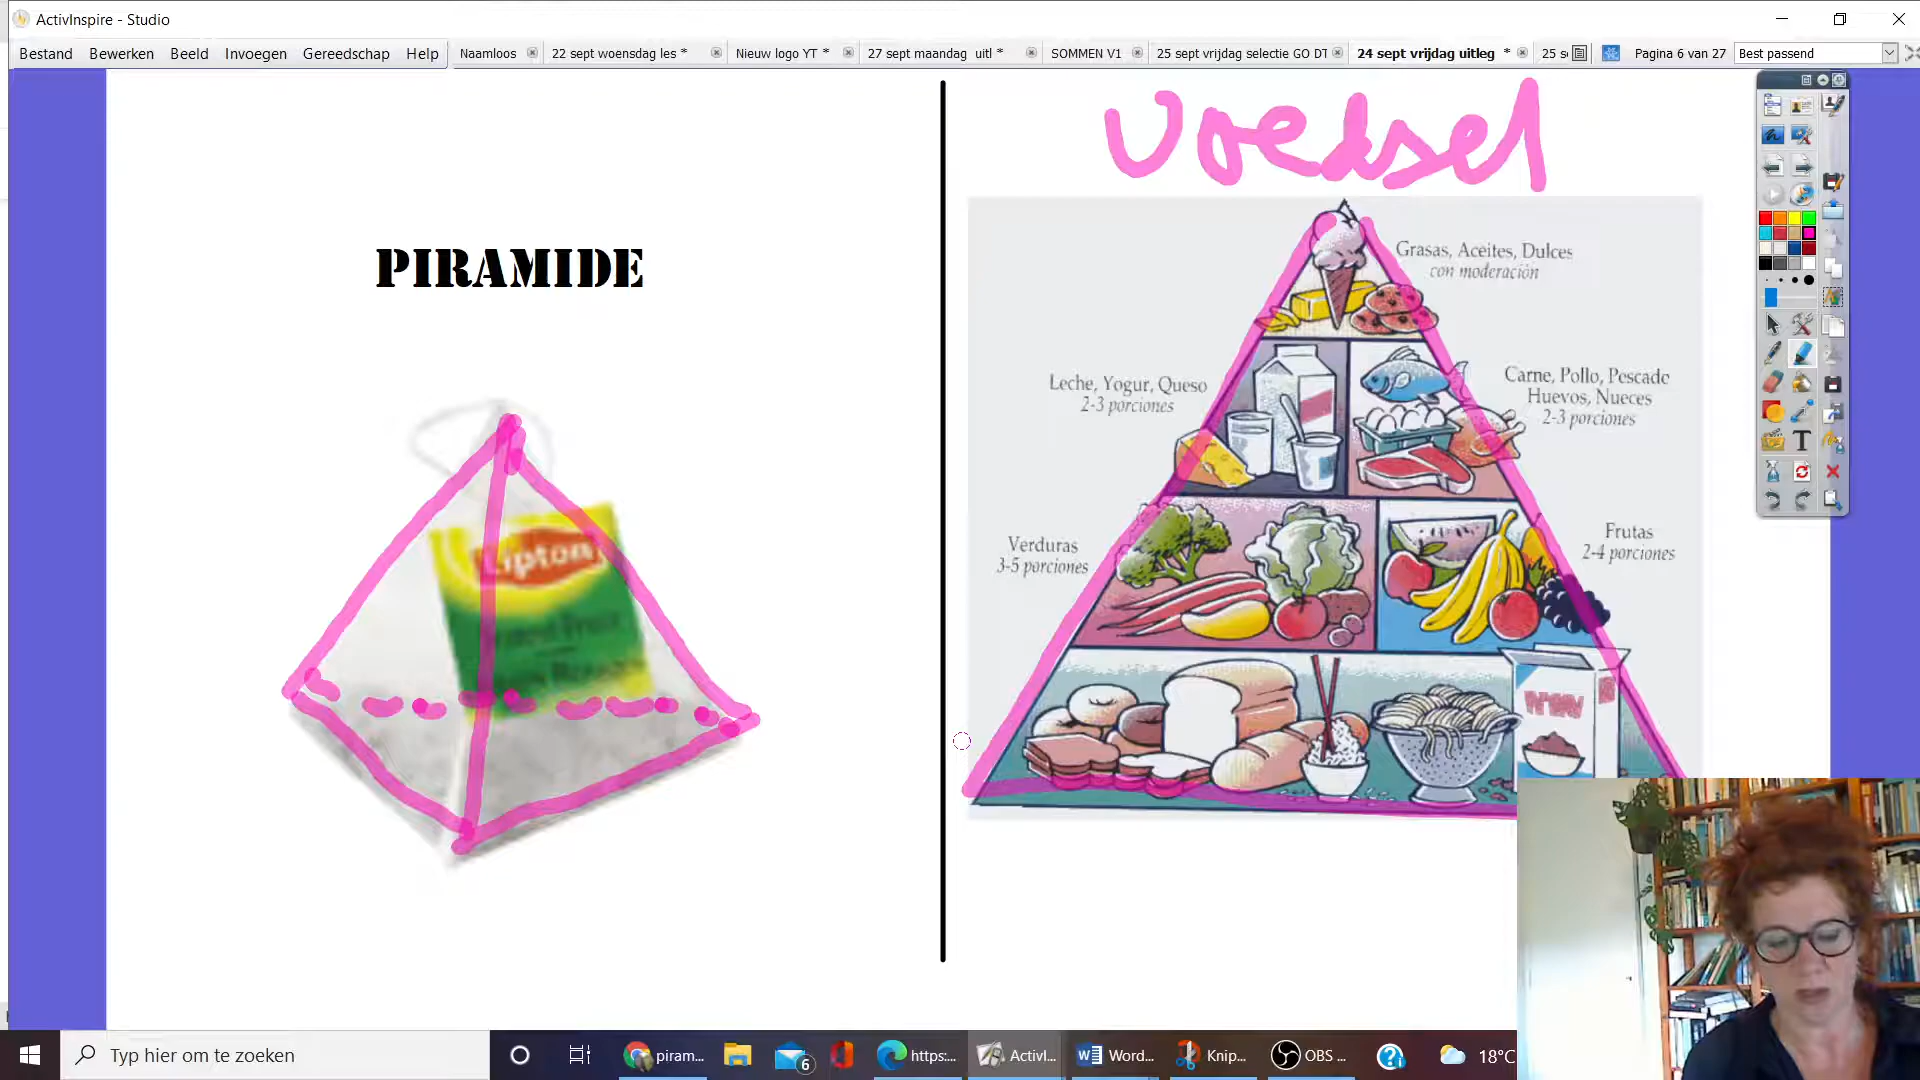 ActivInspire - Studio
Bestand Bewerken Beeld Invoegen Gereedschap Help
Naamloos 22 sept woensdag les * Nieuw logo YT * 27 sept maandag uitl * SOMMEN V1 25 sept vrijdag selectie GO DT 24 sept vrijdag uitleg * 25 s Pagina 6 van 27 Best passend
voedsel
PIRAMIDE
Grasas, Aceites, Dulces
con moderación
Leche, Yogur, Queso
2-3 porciones
Carne, Pollo, Pescado
Huevos, Nueces
2-3 porciones
Lipton
Verduras
3-5 porciones
Frutas
2-4 porciones
Typ hier om te zoeken
piram... 6 https:... ActivI... Word... Knip... OBS ... 18°C